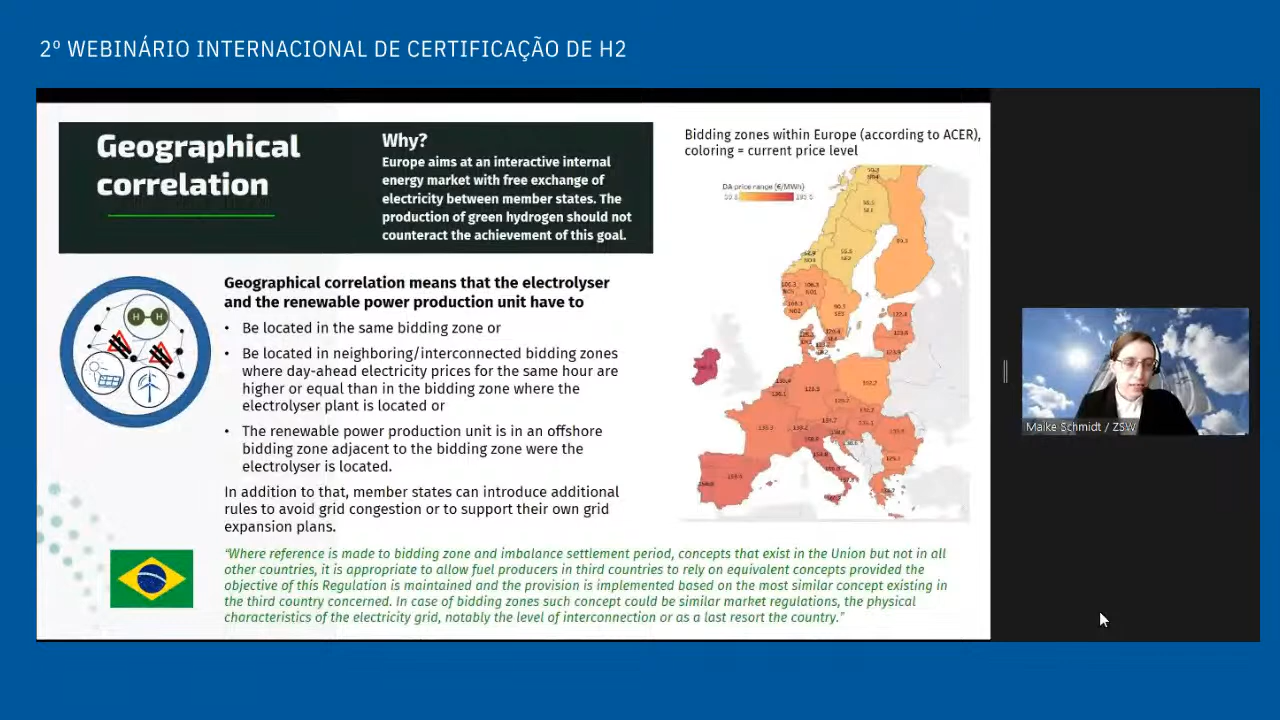 2º WEBINÁRIO INTERNACIONAL DE CERTIFICAÇÃO DE H2
Geographical
correlation
Why?
Europe aims at an interactive internal
energy market with free exchange of
electricity between member states. The
production of green hydrogen should not
counteract the achievement of this goal.
Bidding zones within Europe (according to ACER),
coloring = current price level
DA price range (€/MWh)
H H
Geographical correlation means that the electrolyser
and the renewable power production unit have to
• Be located in the same bidding zone or
• Be located in neighboring/interconnected bidding zones
where day-ahead electricity prices for the same hour are
higher or equal than in the bidding zone where the
electrolyser plant is located or
• The renewable power production unit is in an offshore
bidding zone adjacent to the bidding zone were the
electrolyser is located.
In addition to that, member states can introduce additional
rules to avoid grid congestion or to support their own grid
expansion plans.
"Where reference is made to bidding zone and imbalance settlement period, concepts that exist in the Union but not in all
other countries, it is appropriate to allow fuel producers in third countries to rely on equivalent concepts provided the
objective of this Regulation is maintained and the provision is implemented based on the most similar concept existing in
the third country concerned. In case of bidding zones such concept could be similar market regulations, the physical
characteristics of the electricity grid, notably the level of interconnection or as a last resort the country."
Maike Schmidt / ZSW